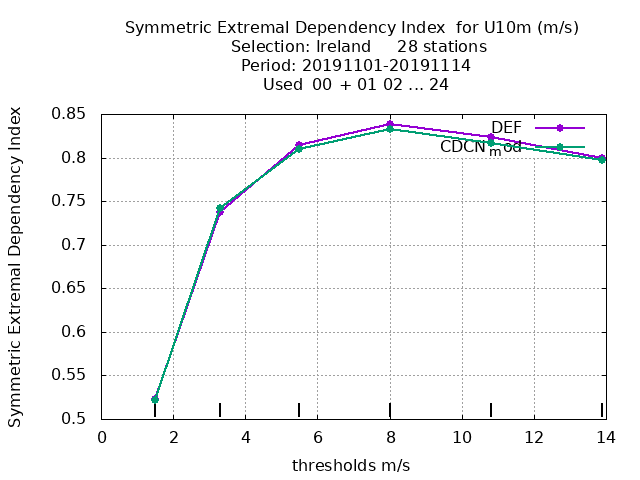 Symmetric Extremal Dependency Index  for U10m (m/s)
Selection: Ireland     28 stations
Period: 20191101-20191114
Used  00 + 01 02 ... 24
Symmetric Extremal Dependency Index
0.85
0.8
0.75
0.7
0.65
0.6
0.55
0.5
DEF
CDCNmod
0 2 4 6 8 10 12 14
thresholds m/s